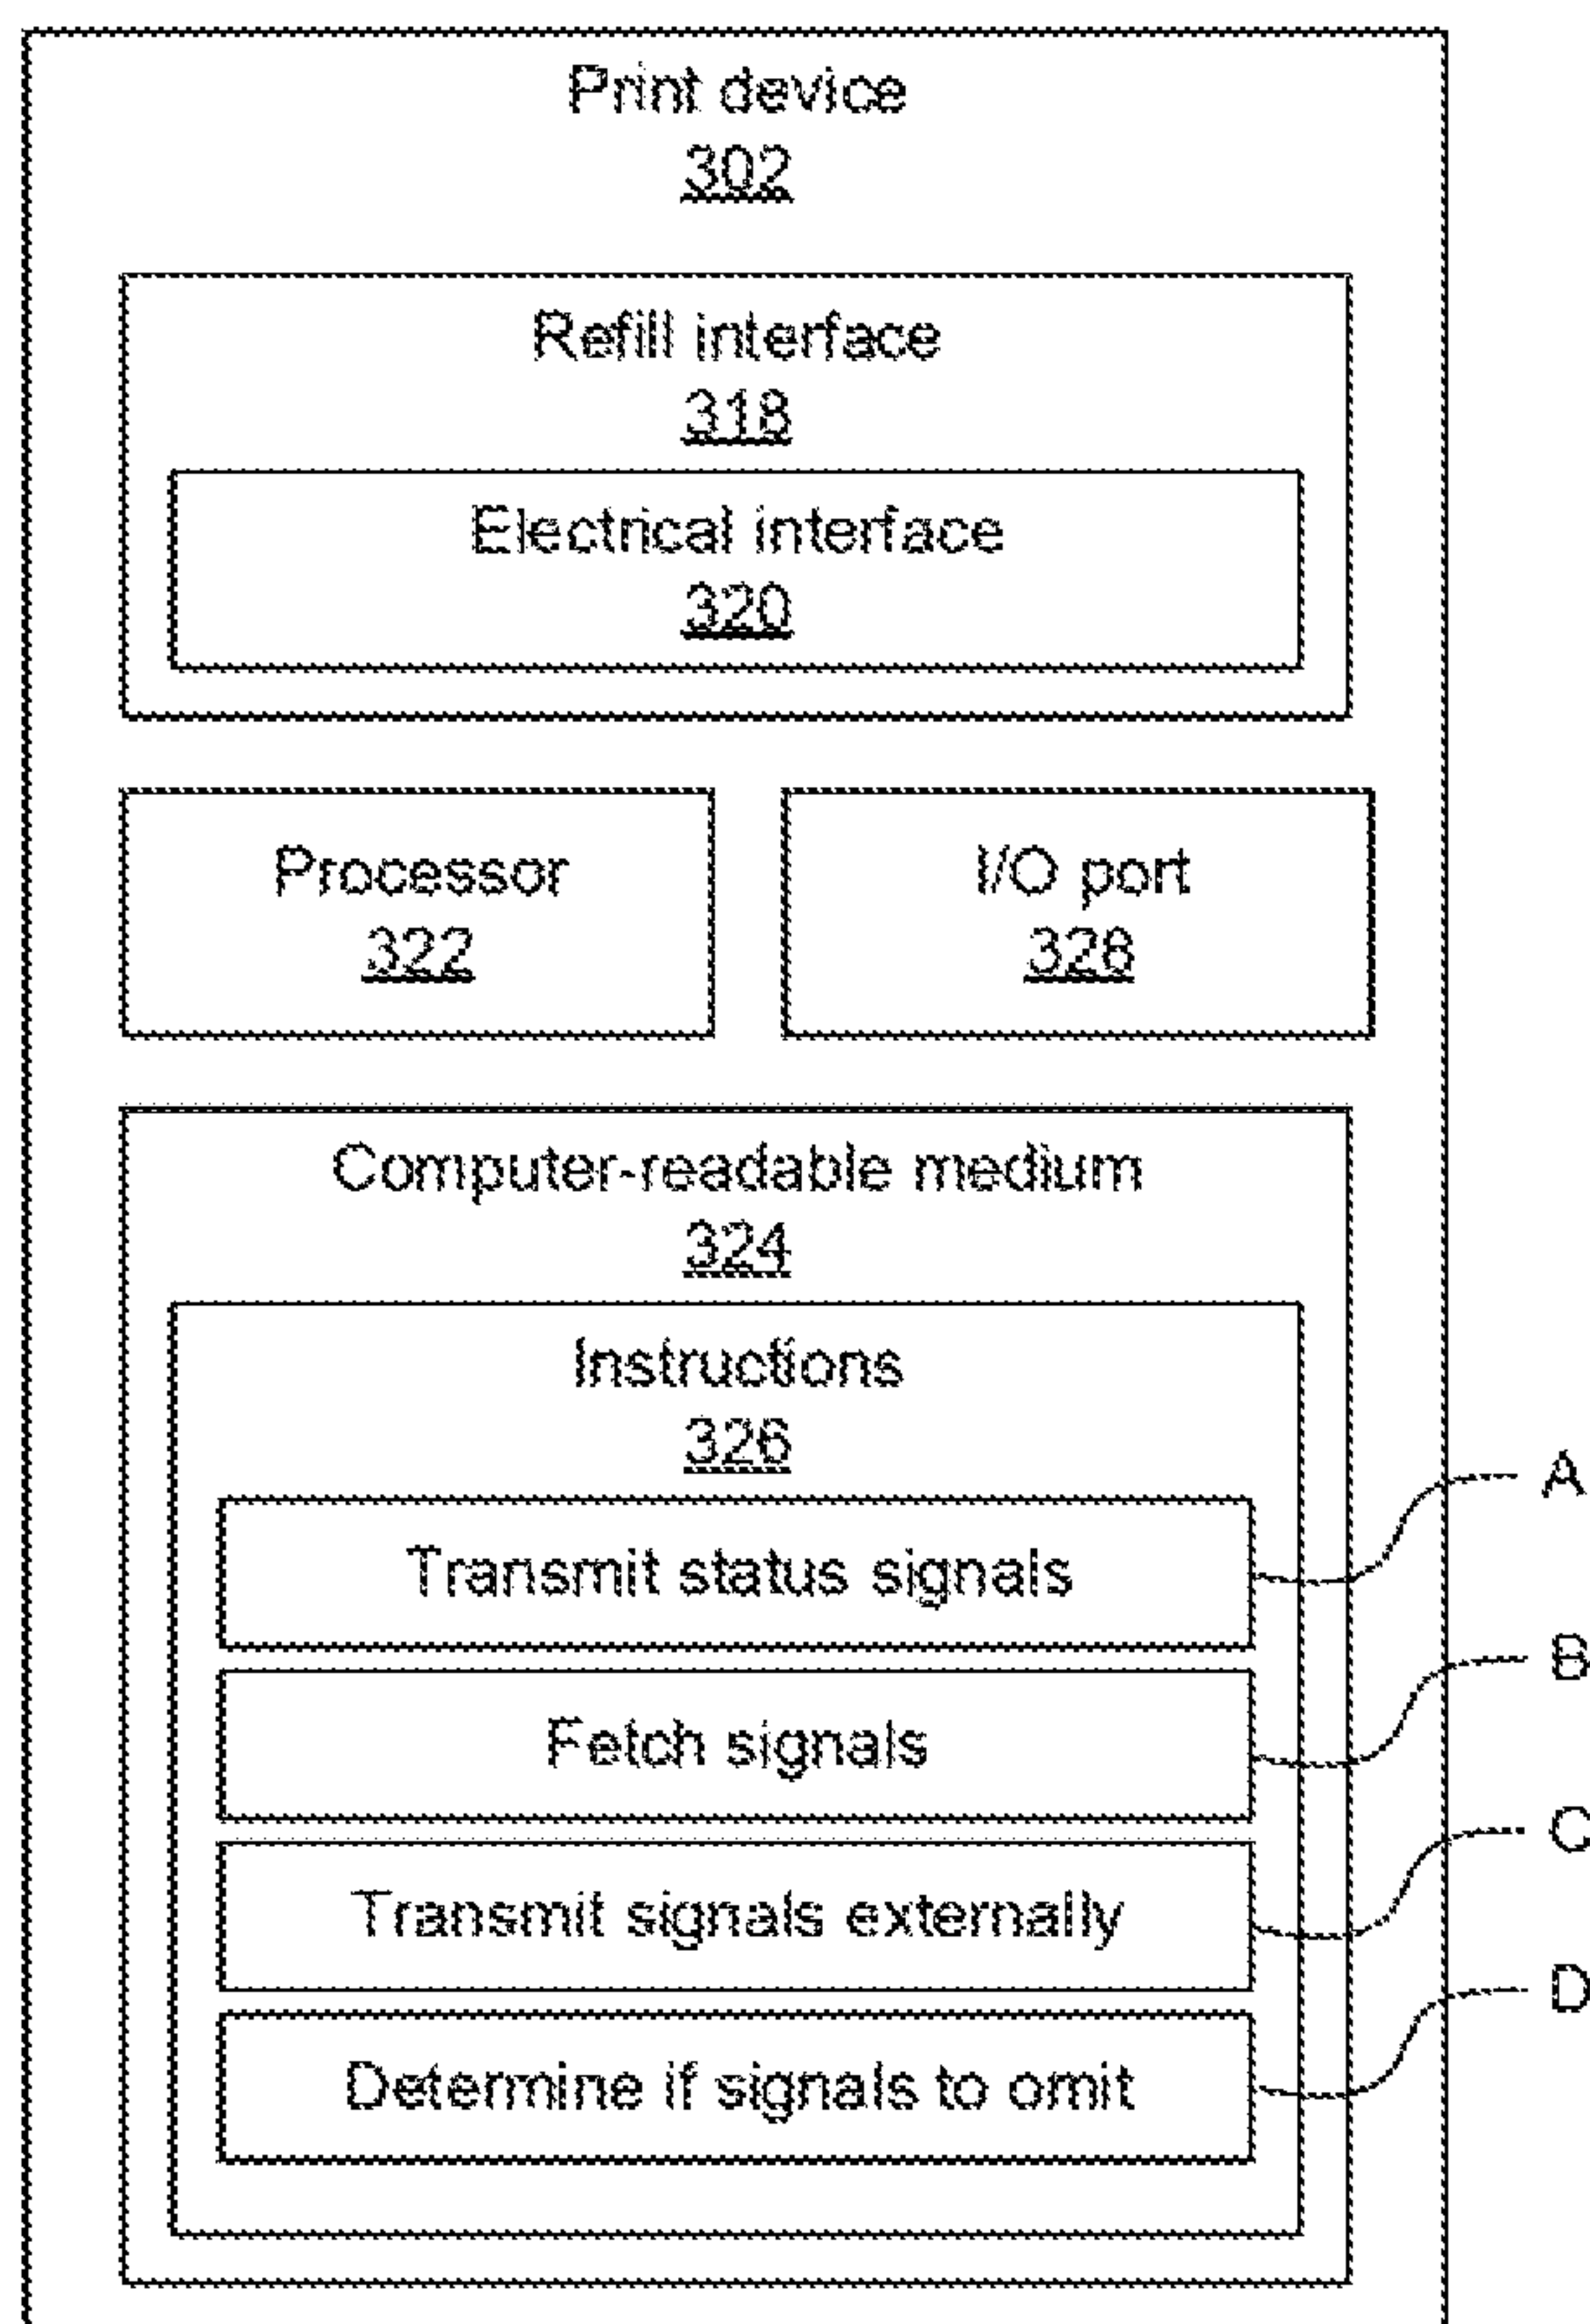 Print device
302
Refill interface
318
Electrical interface
320
Processor
322
I/O port
328
Computer-readable medium
324
Instructions
326
Transmit status signals
A
Fetch signals
B
Transmit signals externally
C
Determine if signals to omit
D